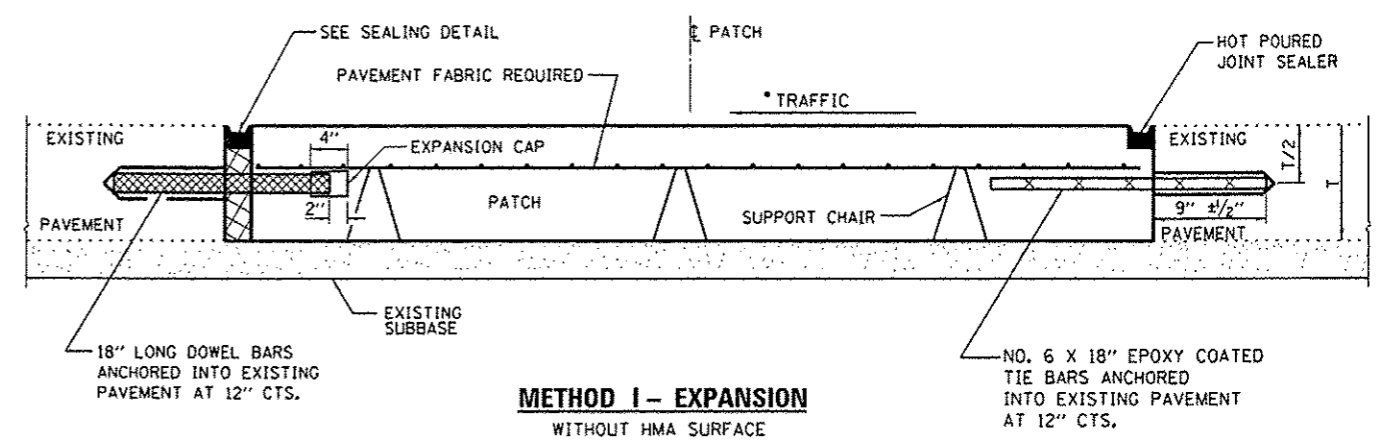 SEE SEALING DETAIL
℄ PATCH
HOT POURED
JOINT SEALER
PAVEMENT FABRIC REQUIRED
* TRAFFIC
EXISTING
4"
EXPANSION CAP
EXISTING
T/2
T
PATCH
2"
SUPPORT CHAIR
9" ±1/2"
PAVEMENT
PAVEMENT
EXISTING
SUBBASE
18" LONG DOWEL BARS
ANCHORED INTO EXISTING
PAVEMENT AT 12" CTS.
NO. 6 X 18" EPOXY COATED
TIE BARS ANCHORED
INTO EXISTING PAVEMENT
AT 12" CTS.
METHOD I – EXPANSION
WITHOUT HMA SURFACE